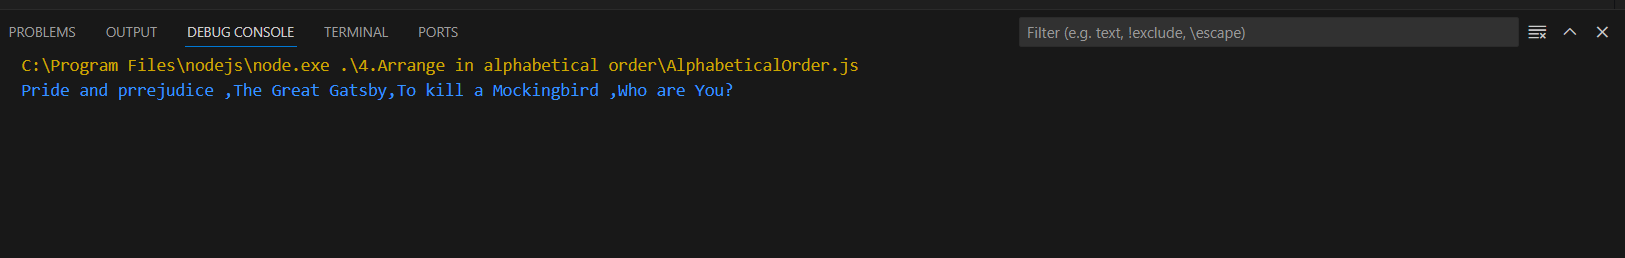 PROBLEMS OUTPUT DEBUG CONSOLE TERMINAL PORTS Filter (e.g. text, !exclude, \escape)
C:\Program Files\nodejs\node.exe .\4.Arrange in alphabetical order\AlphabeticalOrder.js
Pride and prrejudice ,The Great Gatsby,To kill a Mockingbird ,Who are You?